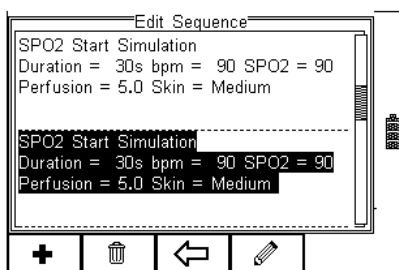 Edit Sequence
SPO2 Start Simulation
Duration = 30s bpm = 90 SPO2 = 90
Perfusion = 5.0 Skin = Medium
SPO2 Start Simulation
Duration = 30s bpm = 90 SPO2 = 90
Perfusion = 5.0 Skin = Medium